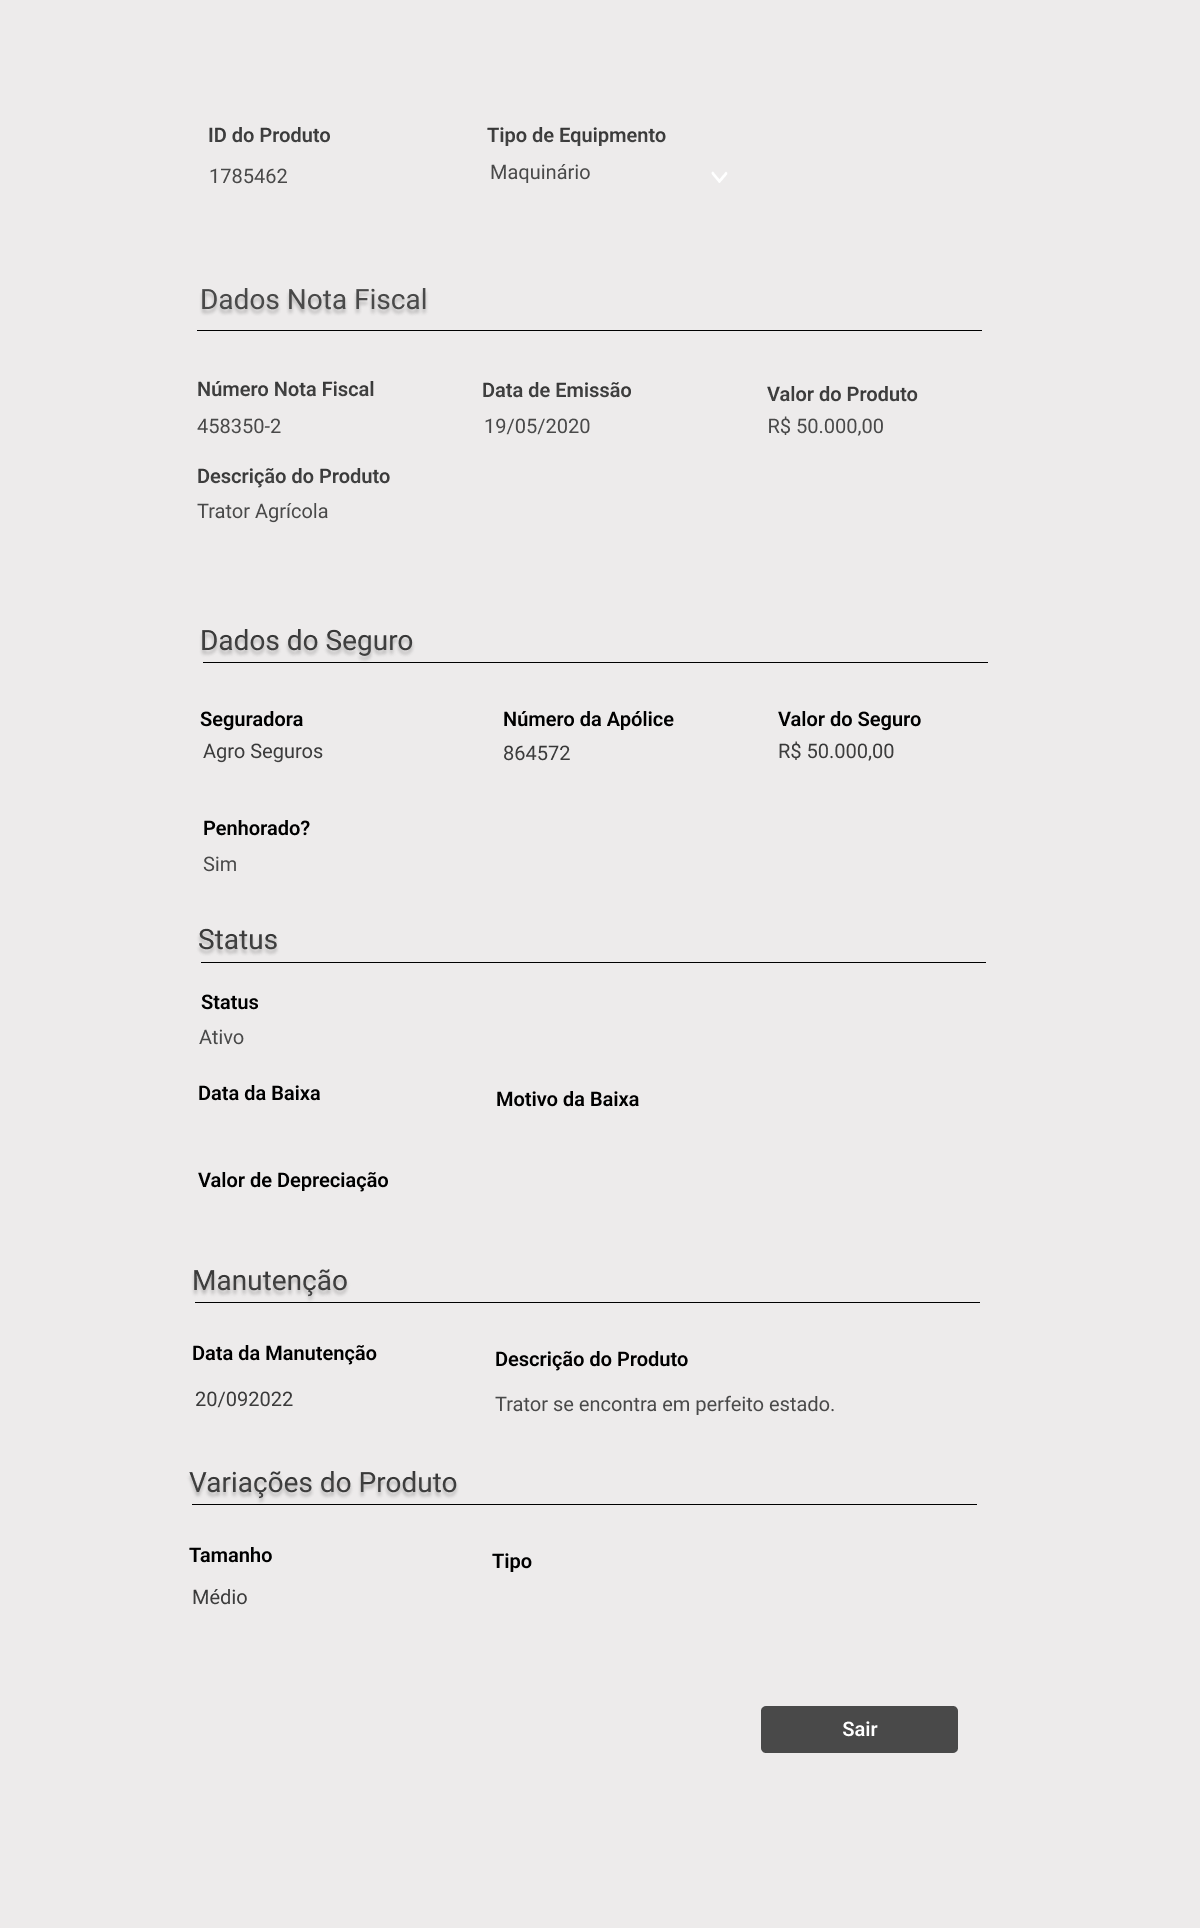 ID do Produto Tipo de Equipmento
1785462 Maquinário
Dados Nota Fiscal
Número Nota Fiscal Data de Emissão Valor do Produto
458350-2 19/05/2020 R$ 50.000,00
Descrição do Produto
Trator Agrícola
Dados do Seguro
Seguradora Número da Apólice Valor do Seguro
Agro Seguros 864572 R$ 50.000,00
Penhorado?
Sim
Status
Status
Ativo
Data da Baixa Motivo da Baixa
Valor de Depreciação
Manutenção
Data da Manutenção Descrição do Produto
20/092022 Trator se encontra em perfeito estado.
Variações do Produto
Tamanho Tipo
Médio
Sair